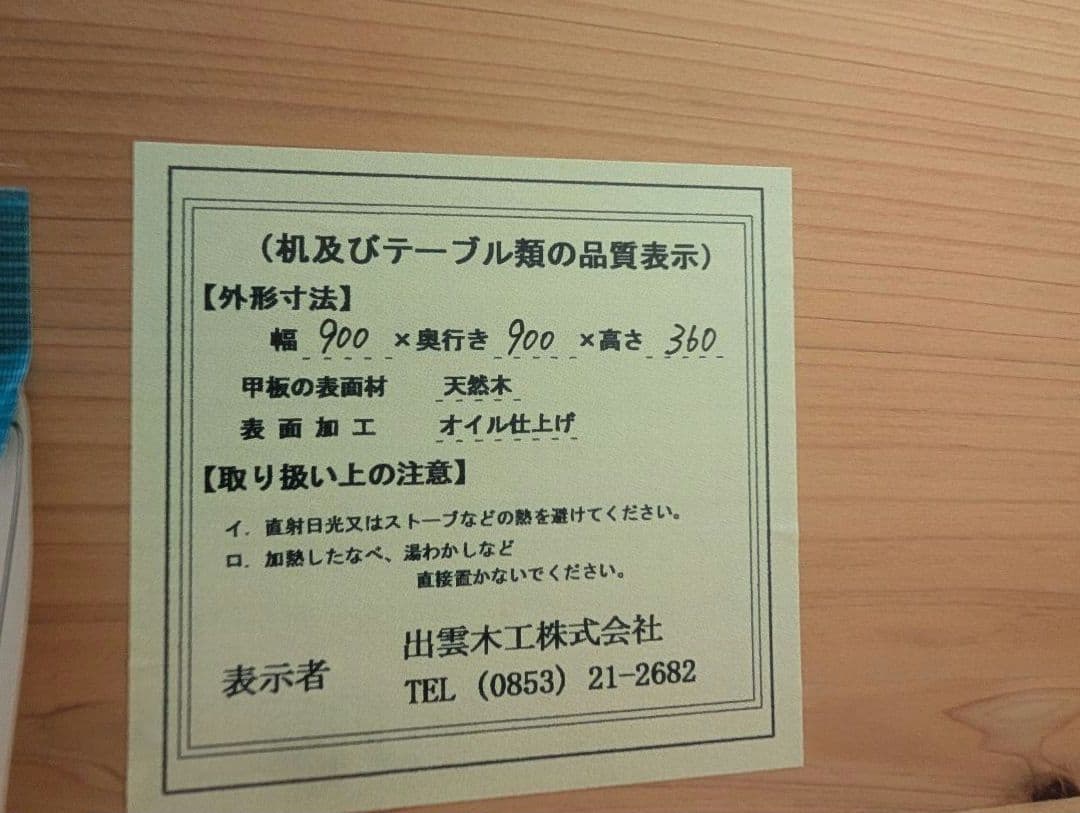 (机及びテーブル類の品質表示)
【外形寸法】
幅 900 ×奥行き 900 ×高さ 360
甲板の表面材 天然木
表面加工 オイル仕上げ
【取り扱い上の注意】
イ. 直射日光又はストーブなどの熱を避けてください。
ロ. 加熱したなべ、湯わかしなど
直接置かないでください。
表示者 出雲木工株式会社
TEL (0853) 21-2682